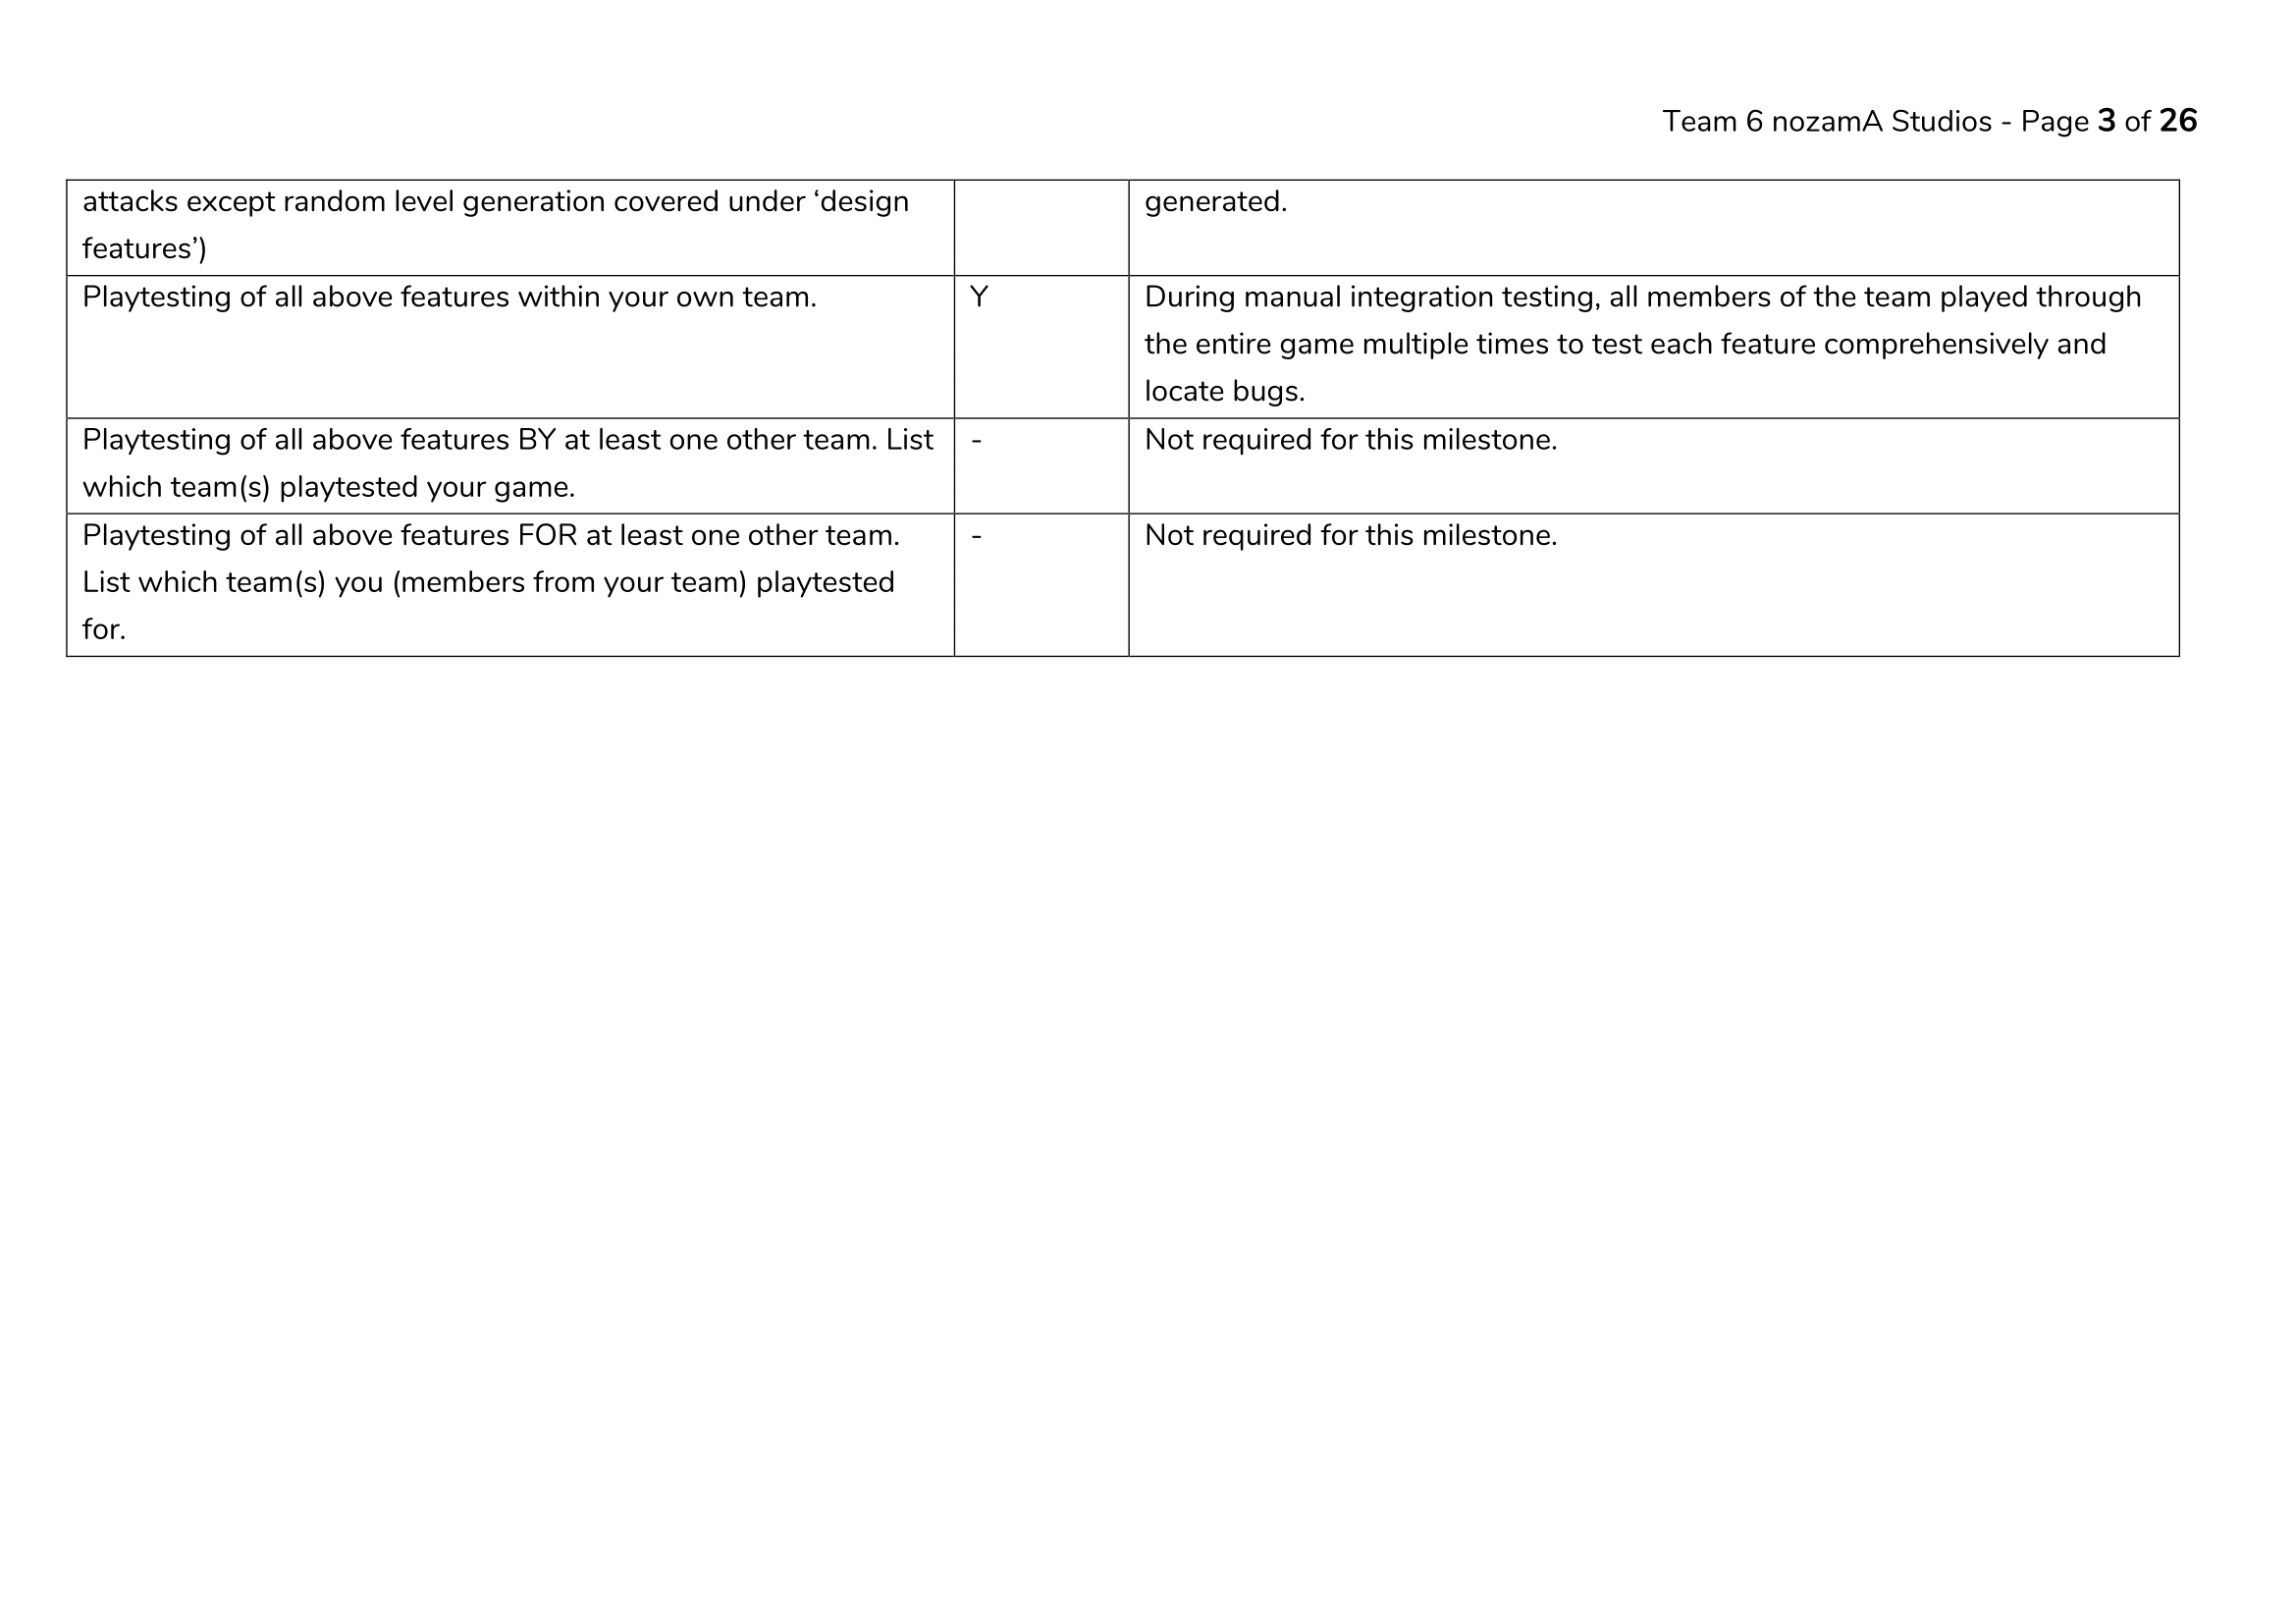 Team 6 nozamA Studios - Page 3 of 26
attacks except random level generation covered under ‘design
features’)
generated.
Playtesting of all above features within your own team.
Y
During manual integration testing, all members of the team played through
the entire game multiple times to test each feature comprehensively and
locate bugs.
Playtesting of all above features BY at least one other team. List
which team(s) playtested your game.
-
Not required for this milestone.
Playtesting of all above features FOR at least one other team.
List which team(s) you (members from your team) playtested
for.
-
Not required for this milestone.